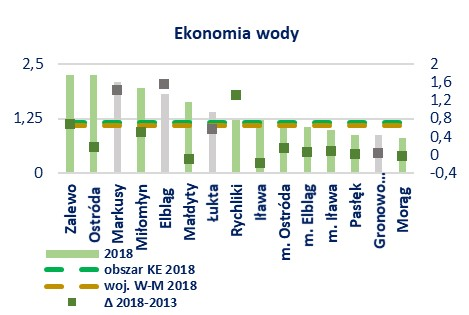 Ekonomia wody
2,5
1,25
0
2
1,6
1,2
0,8
0,4
0
-0,4
Zalewo
Ostróda
Markusy
Miłomłyn
Elbląg
Małdyty
Łukta
Rychliki
Iława
m. Ostróda
m. Elbląg
m. Iława
Pasłęk
Gronowo...
Morąg
2018
obszar KE 2018
woj. W-M 2018
Δ 2018-2013